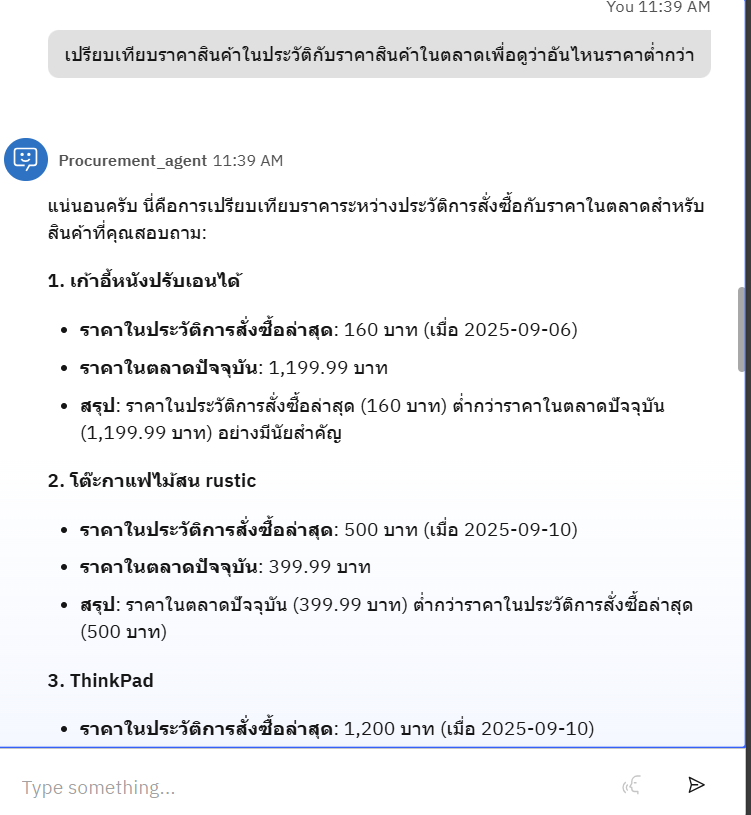 You 11:39 AM
เปรียบเทียบราคาสินค้าในประวัติกับราคาสินค้าในตลาดเพื่อดูว่าอันไหนราคาต่ำกว่า
Procurement_agent 11:39 AM
แน่นอนครับ นี่คือการเปรียบเทียบราคาระหว่างประวัติการสั่งซื้อกับราคาในตลาดสำหรับ
สินค้าที่คุณสอบถาม:
1. เก้าอี้หนังปรับเอนได้
• ราคาในประวัติการสั่งซื้อล่าสุด: 160 บาท (เมื่อ 2025-09-06)
• ราคาในตลาดปัจจุบัน: 1,199.99 บาท
• สรุป: ราคาในประวัติการสั่งซื้อล่าสุด (160 บาท) ต่ำกว่าราคาในตลาดปัจจุบัน
(1,199.99 บาท) อย่างมีนัยสำคัญ
2. โต๊ะกาแฟไม้สน rustic
• ราคาในประวัติการสั่งซื้อล่าสุด: 500 บาท (เมื่อ 2025-09-10)
• ราคาในตลาดปัจจุบัน: 399.99 บาท
• สรุป: ราคาในตลาดปัจจุบัน (399.99 บาท) ต่ำกว่าราคาในประวัติการสั่งซื้อล่าสุด
(500 บาท)
3. ThinkPad
• ราคาในประวัติการสั่งซื้อล่าสุด: 1,200 บาท (เมื่อ 2025-09-10)
Type something...